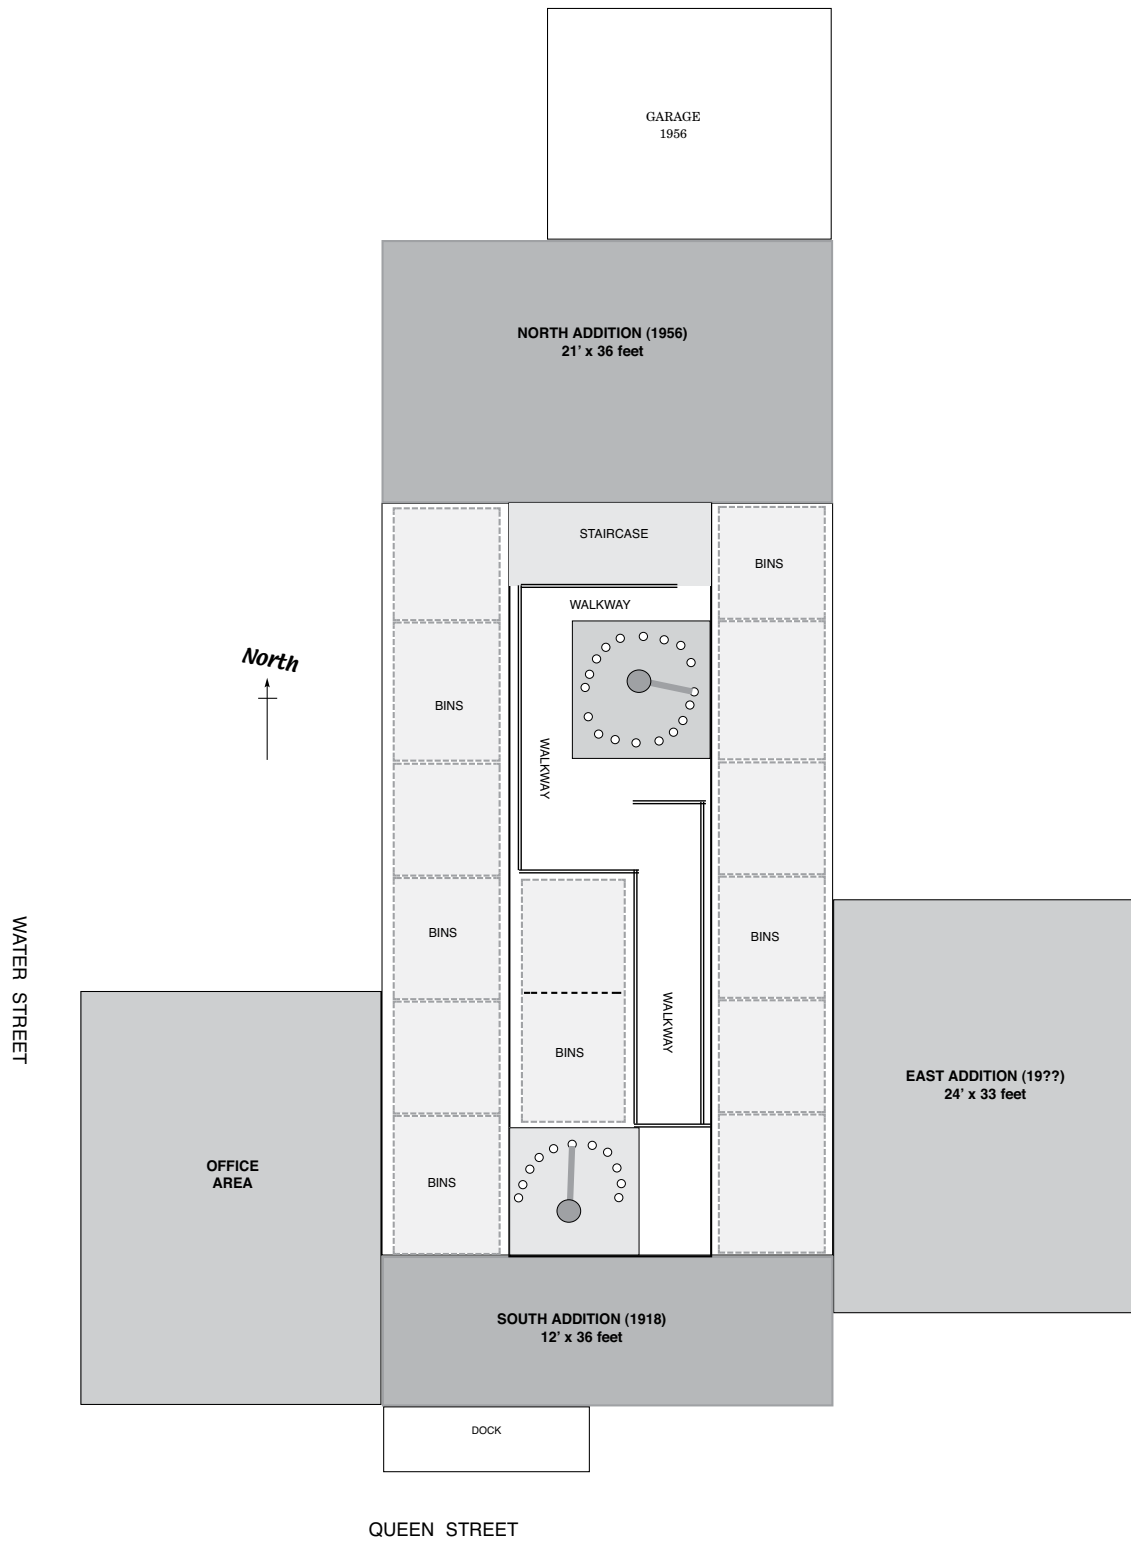 GARAGE
1956
NORTH ADDITION (1956)
21’ x 36 feet
STAIRCASE
BINS
WALKWAY
North
BINS
WALKWAY
BINS
BINS
WATER STREET
WALKWAY
BINS
EAST ADDITION (19??)
24’ x 33 feet
OFFICE
AREA
BINS
SOUTH ADDITION (1918)
12’ x 36 feet
DOCK
QUEEN STREET